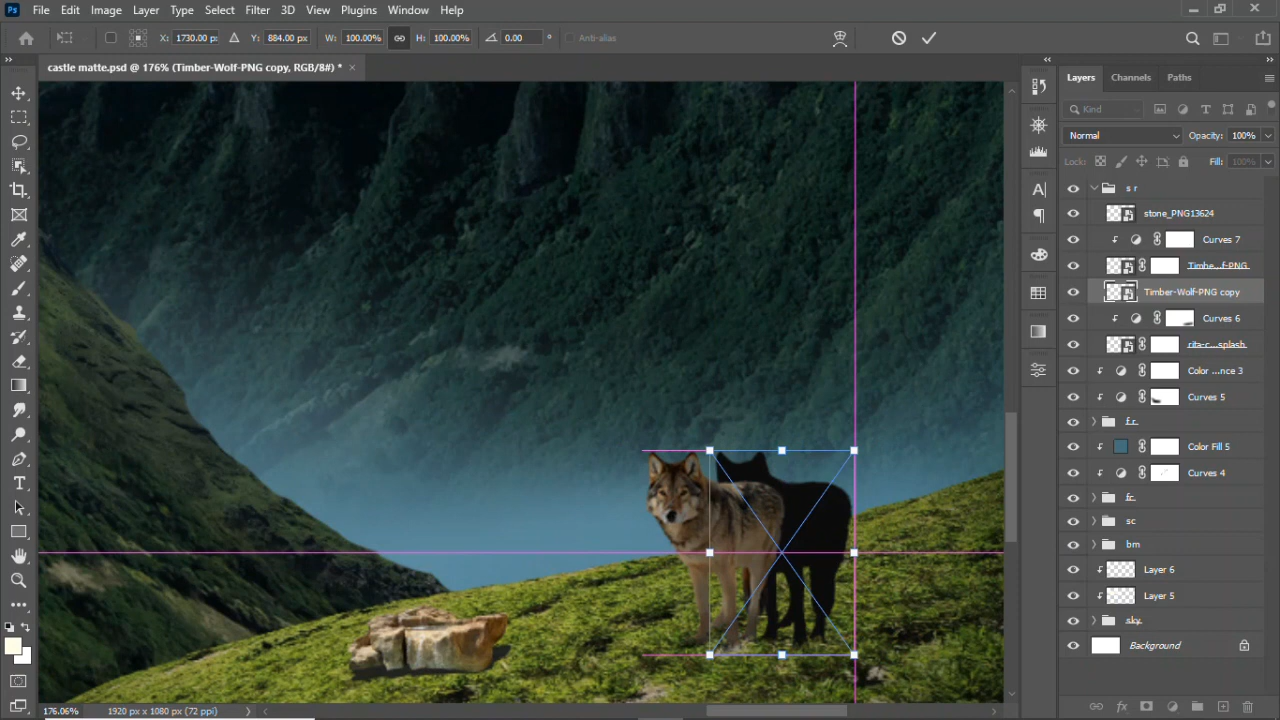 Ps File Edit Image Layer Type Select Filter 3D View Plugins Window Help
X: 1730.00 p: Y: 884.00 px W: 100.00% H: 100.00% 0.00 ° Anti-alias
castle matte.psd @ 176% (Timber-Wolf-PNG copy, RGB/8#) * ×
Layers Channels Paths
Kind
Normal Opacity: 100%
Lock: Fill: 100%
s r
stone_PNG13624
Curves 7
Timbe...f-PNG
Timber-Wolf-PNG copy
Curves 6
rita-c...splash
Color ...nce 3
Curves 5
f.r.
Color Fill 5
Curves 4
fc
sc
bm
Layer 6
Layer 5
sky
Background
176.06% 1920 px x 1080 px (72 ppi)